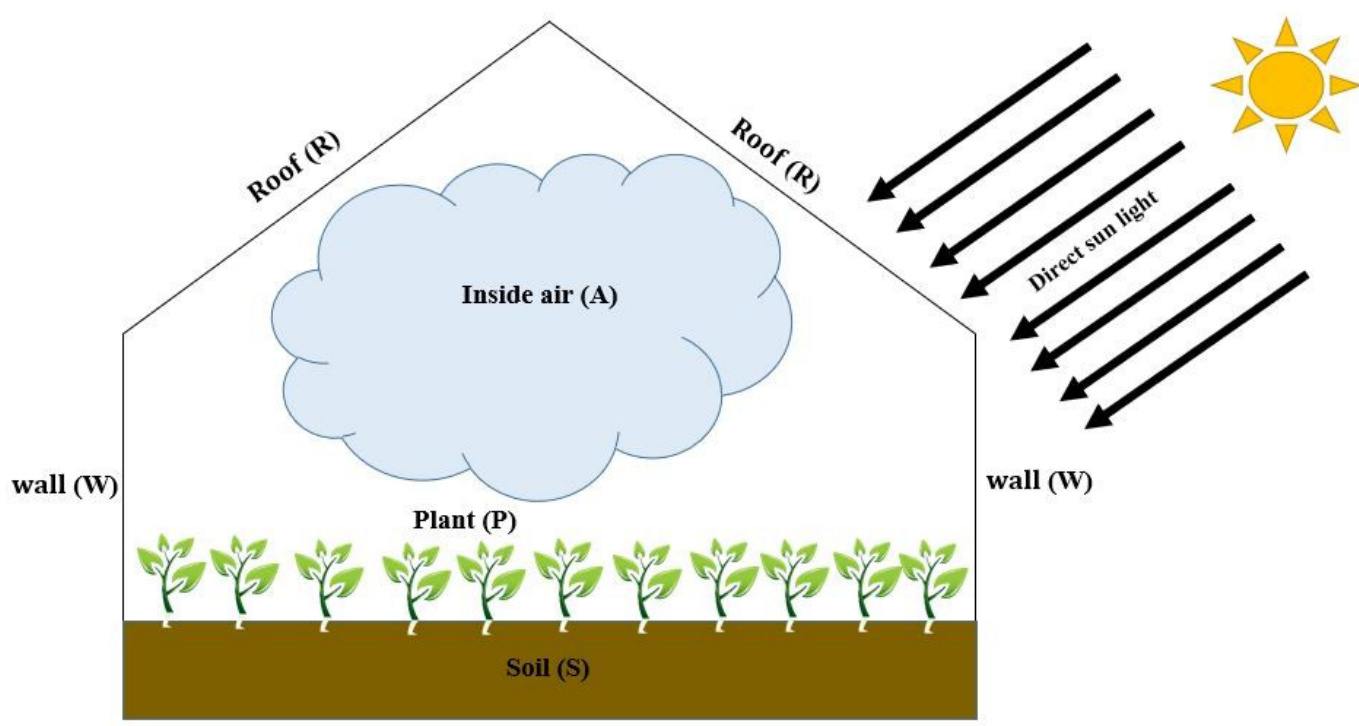 Roof (R)
Roof (R)
Direct sun light
Inside air (A)
wall (W)
wall (W)
Plant (P)
Soil (S)